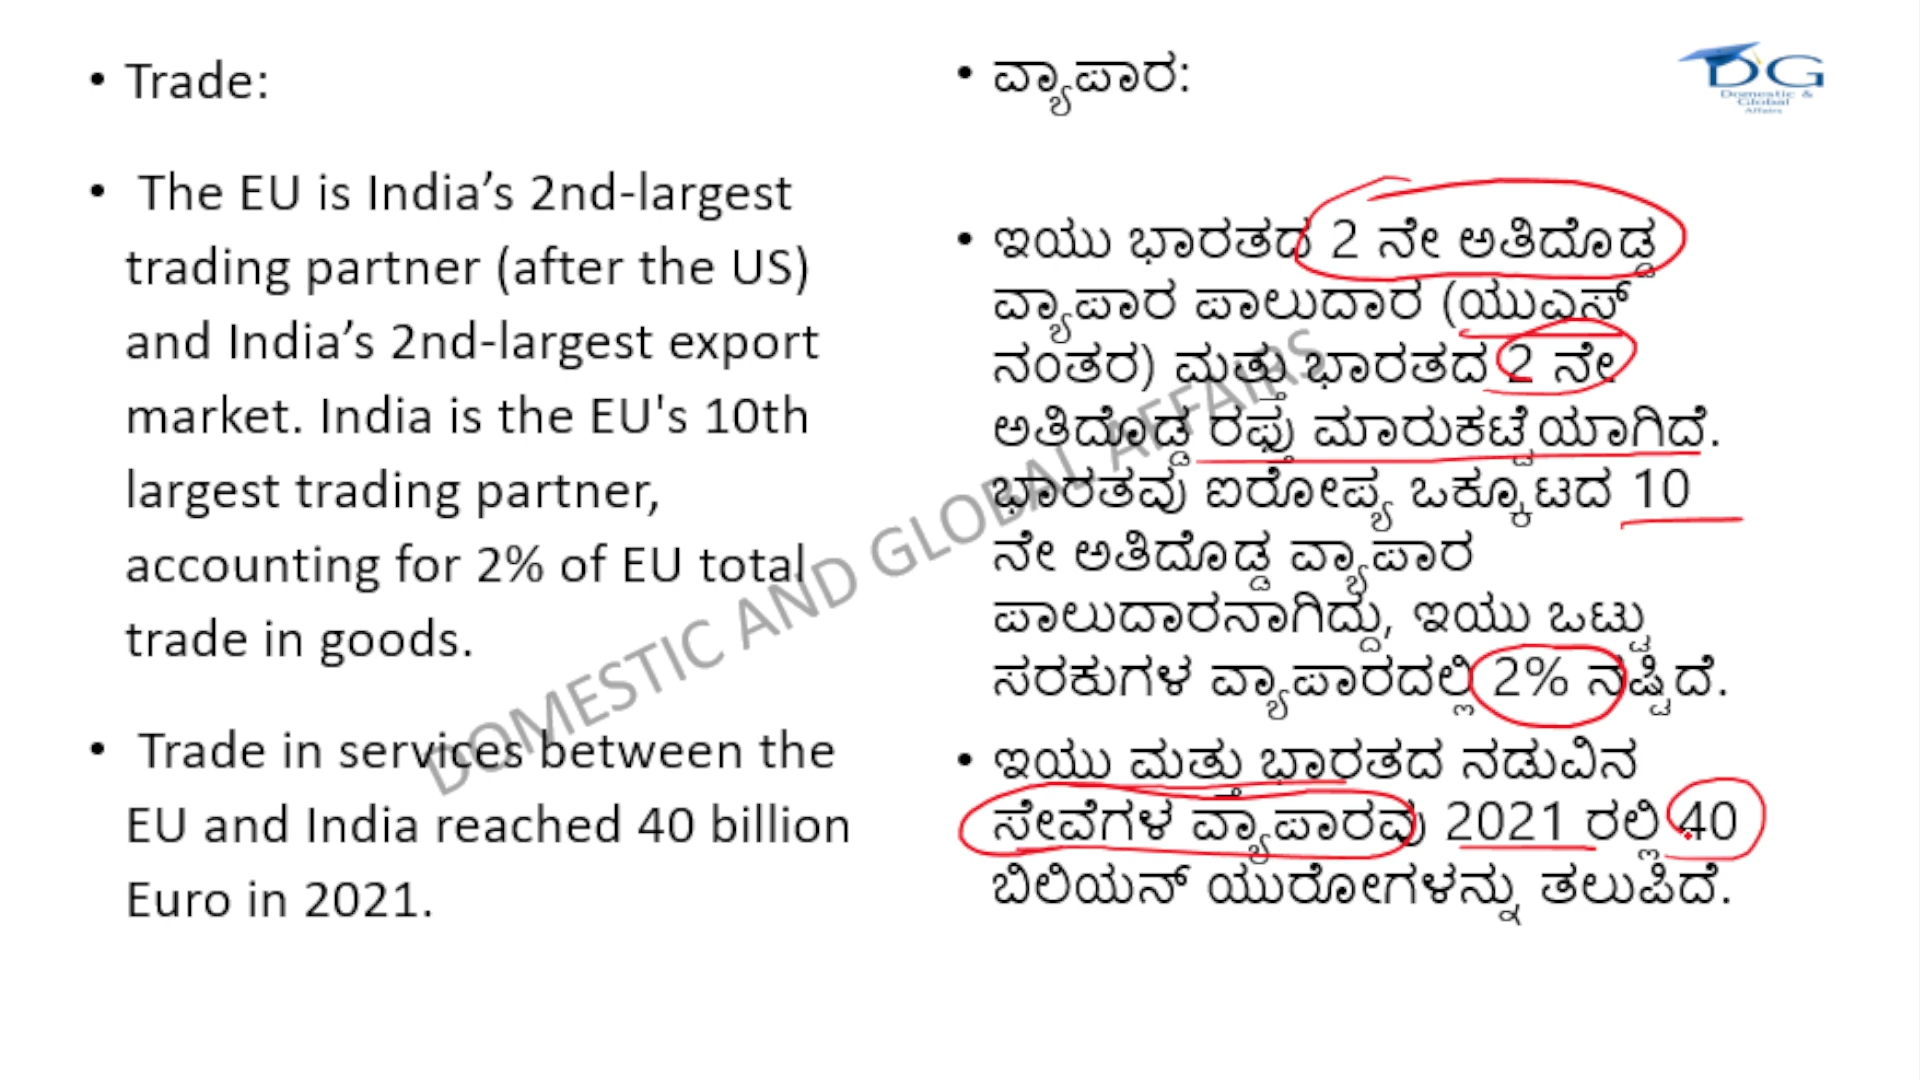 • Trade:
• The EU is India’s 2nd-largest
trading partner (after the US)
and India’s 2nd-largest export
market. India is the EU's 10th
largest trading partner,
accounting for 2% of EU total
trade in goods.
• Trade in services between the
EU and India reached 40 billion
Euro in 2021.
• ವ್ಯಾಪಾರ:
• ಇಯು ಭಾರತದ 2 ನೇ ಅತಿದೊಡ್ಡ
ವ್ಯಾಪಾರ ಪಾಲುದಾರ (ಯುಎಸ್
ನಂತರ) ಮತ್ತು ಭಾರತದ 2 ನೇ
ಅತಿದೊಡ್ಡ ರಫ್ತು ಮಾರುಕಟ್ಟೆಯಾಗಿದೆ.
ಭಾರತವು ಐರೋಪ್ಯ ಒಕ್ಕೂಟದ 10
ನೇ ಅತಿದೊಡ್ಡ ವ್ಯಾಪಾರ
ಪಾಲುದಾರನಾಗಿದ್ದು, ಇಯು ಒಟ್ಟು
ಸರಕುಗಳ ವ್ಯಾಪಾರದಲ್ಲಿ 2% ನಷ್ಟಿದೆ.
• ಇಯು ಮತ್ತು ಭಾರತದ ನಡುವಿನ
ಸೇವೆಗಳ ವ್ಯಾಪಾರವು 2021 ರಲ್ಲಿ 40
ಬಿಲಿಯನ್ ಯುರೋಗಳನ್ನು ತಲುಪಿದೆ.
DG
Domestic &
Global
Affairs
DOMESTIC AND GLOBAL AFFAIRS